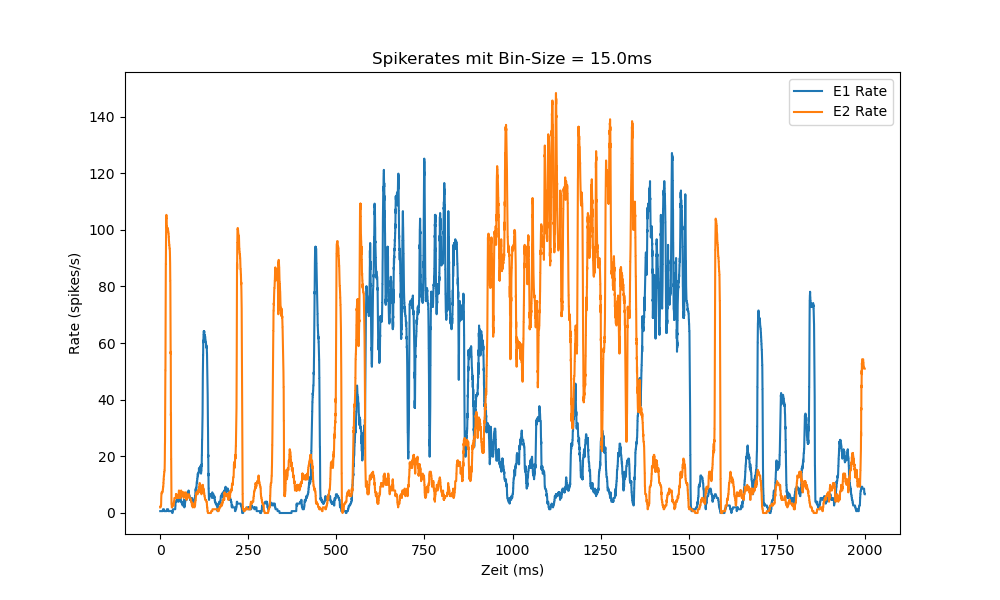 Spikerates mit Bin-Size = 15.0ms
E1 Rate
E2 Rate
Rate (spikes/s)
140
120
100
80
60
40
20
0
0 250 500 750 1000 1250 1500 1750 2000
Zeit (ms)